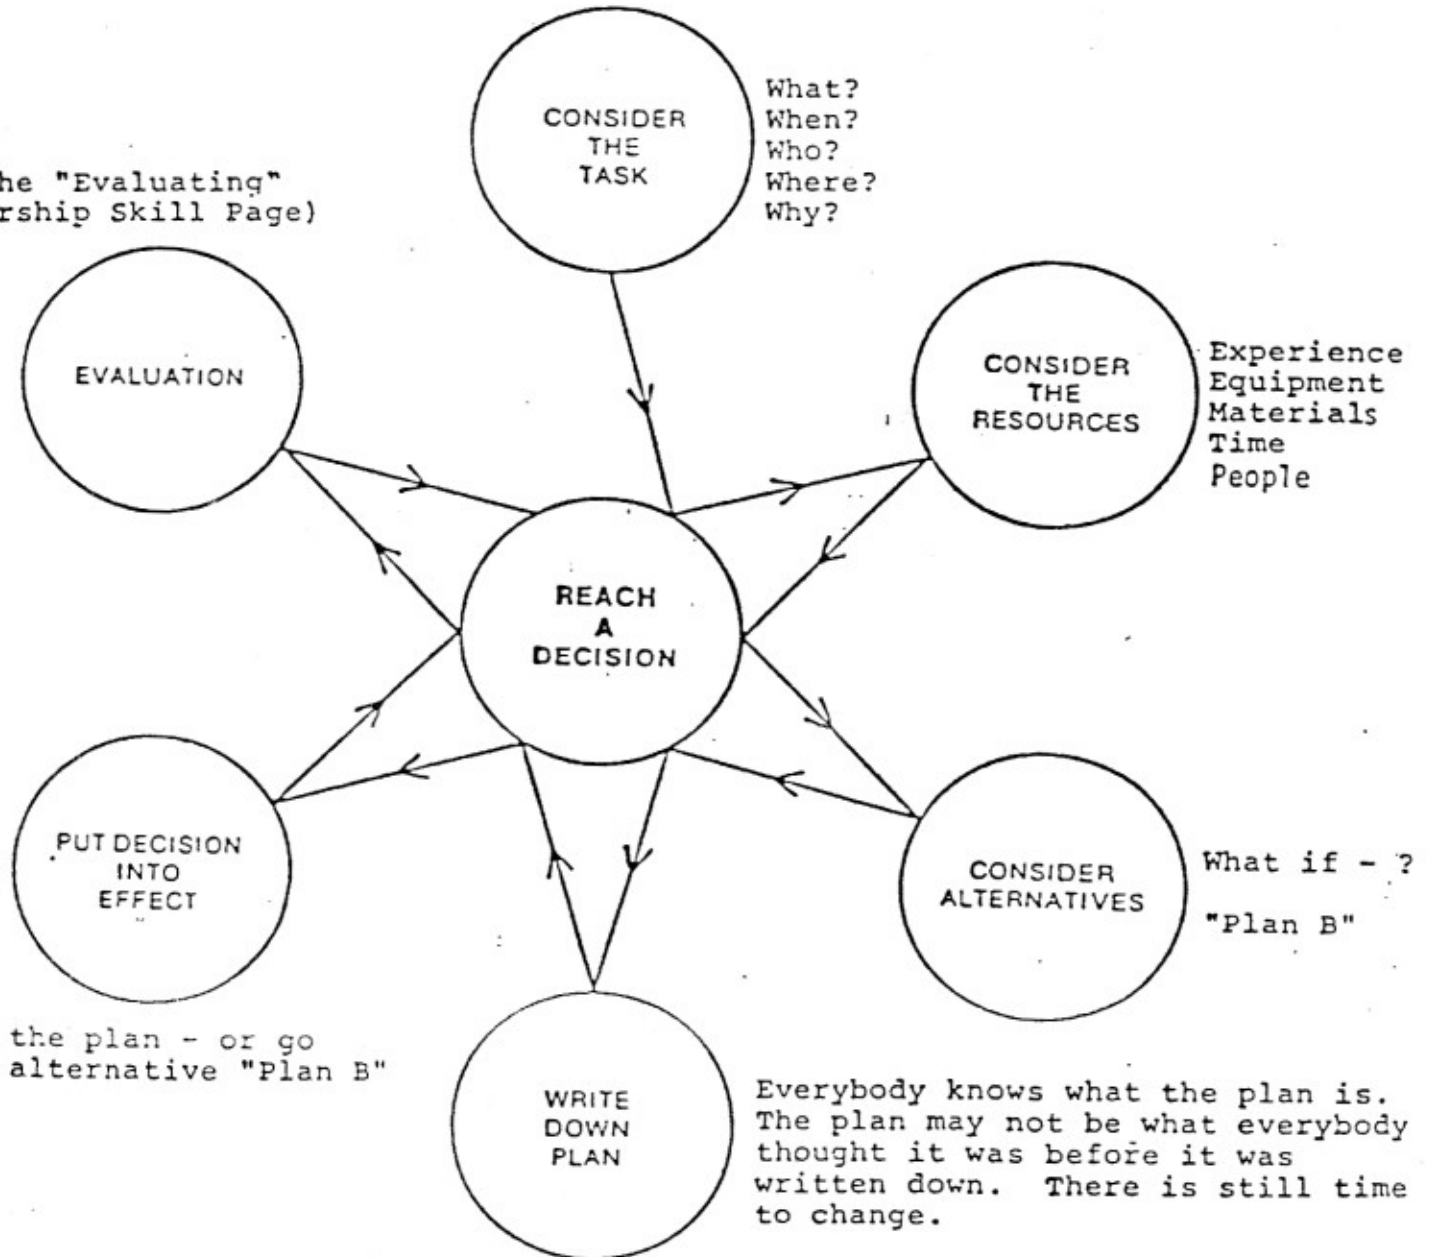 CONSIDER
THE
TASK
What?
When?
Who?
Where?
Why?
he "Evaluating"
rship Skill Page)
EVALUATION
CONSIDER
THE
RESOURCES
Experience
Equipment
Materials
Time
People
REACH
A
DECISION
PUT DECISION
INTO
EFFECT
the plan - or go
alternative "Plan B"
CONSIDER
ALTERNATIVES
What if - ?
"Plan B"
WRITE
DOWN
PLAN
Everybody knows what the plan is.
The plan may not be what everybody
thought it was before it was
written down. There is still time
to change.